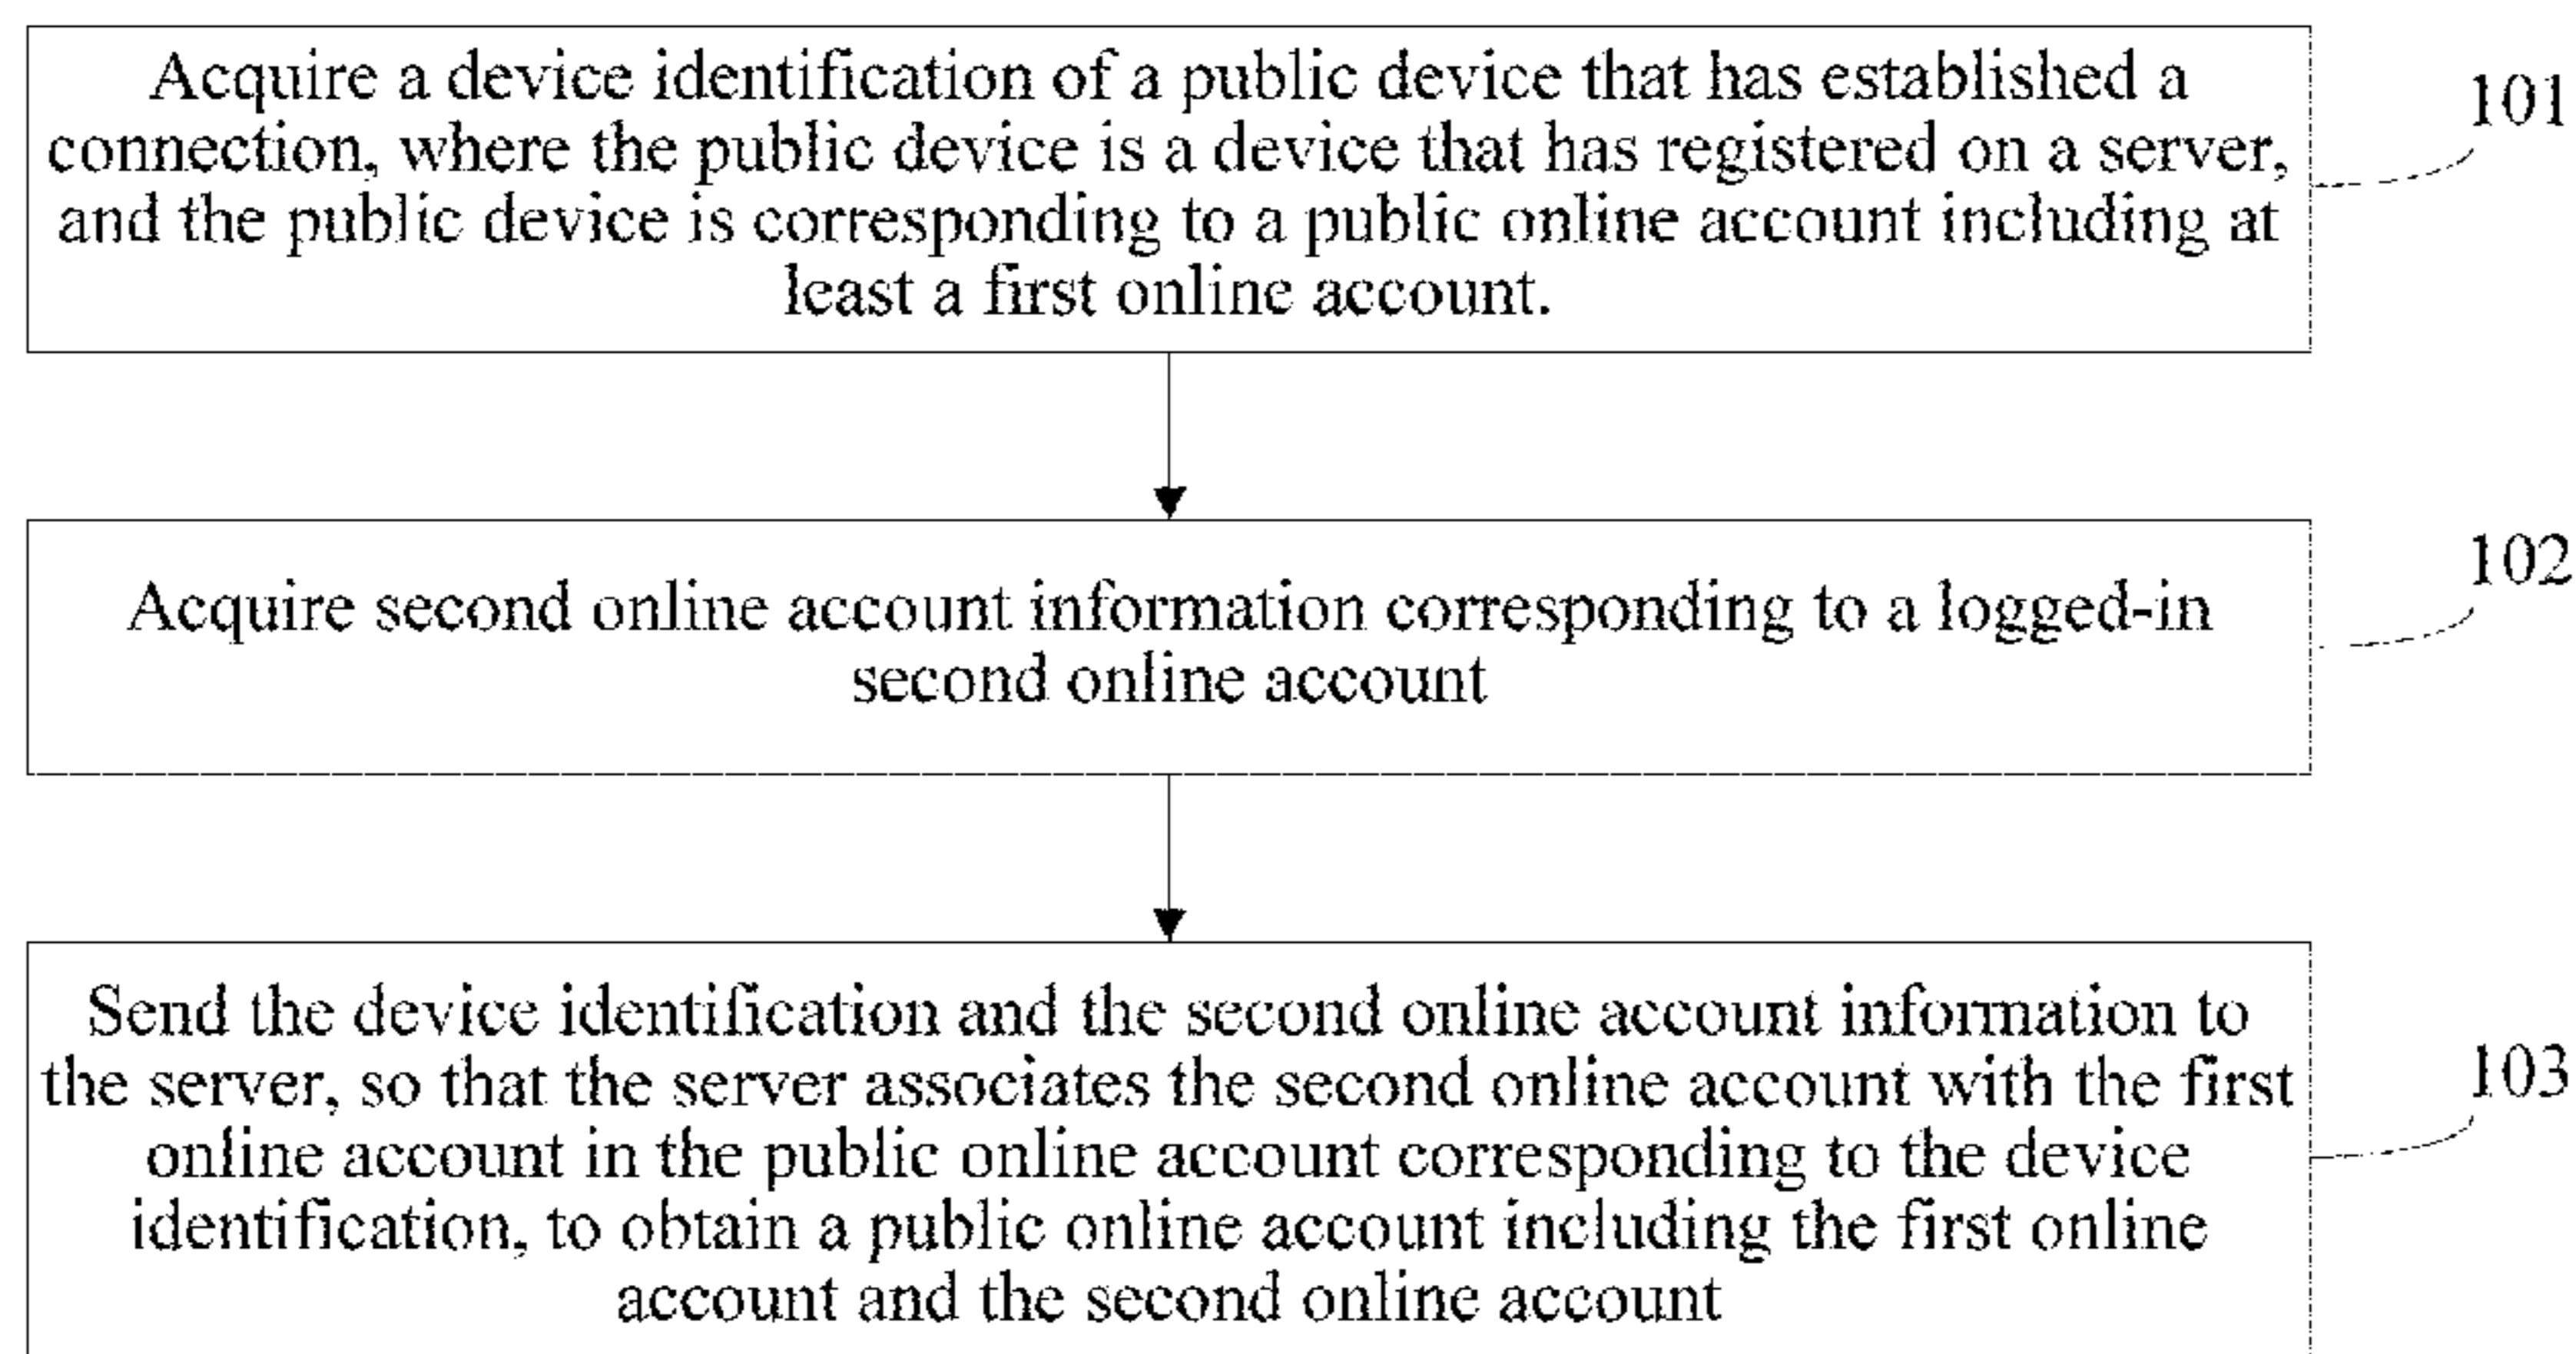 Acquire a device identification of a public device that has established a
connection, where the public device is a device that has registered on a server,
and the public device is corresponding to a public online account including at
least a first online account.
101
Acquire second online account information corresponding to a logged-in
second online account
102
Send the device identification and the second online account information to
the server, so that the server associates the second online account with the first
online account in the public online account corresponding to the device
identification, to obtain a public online account including the first online
account and the second online account
103